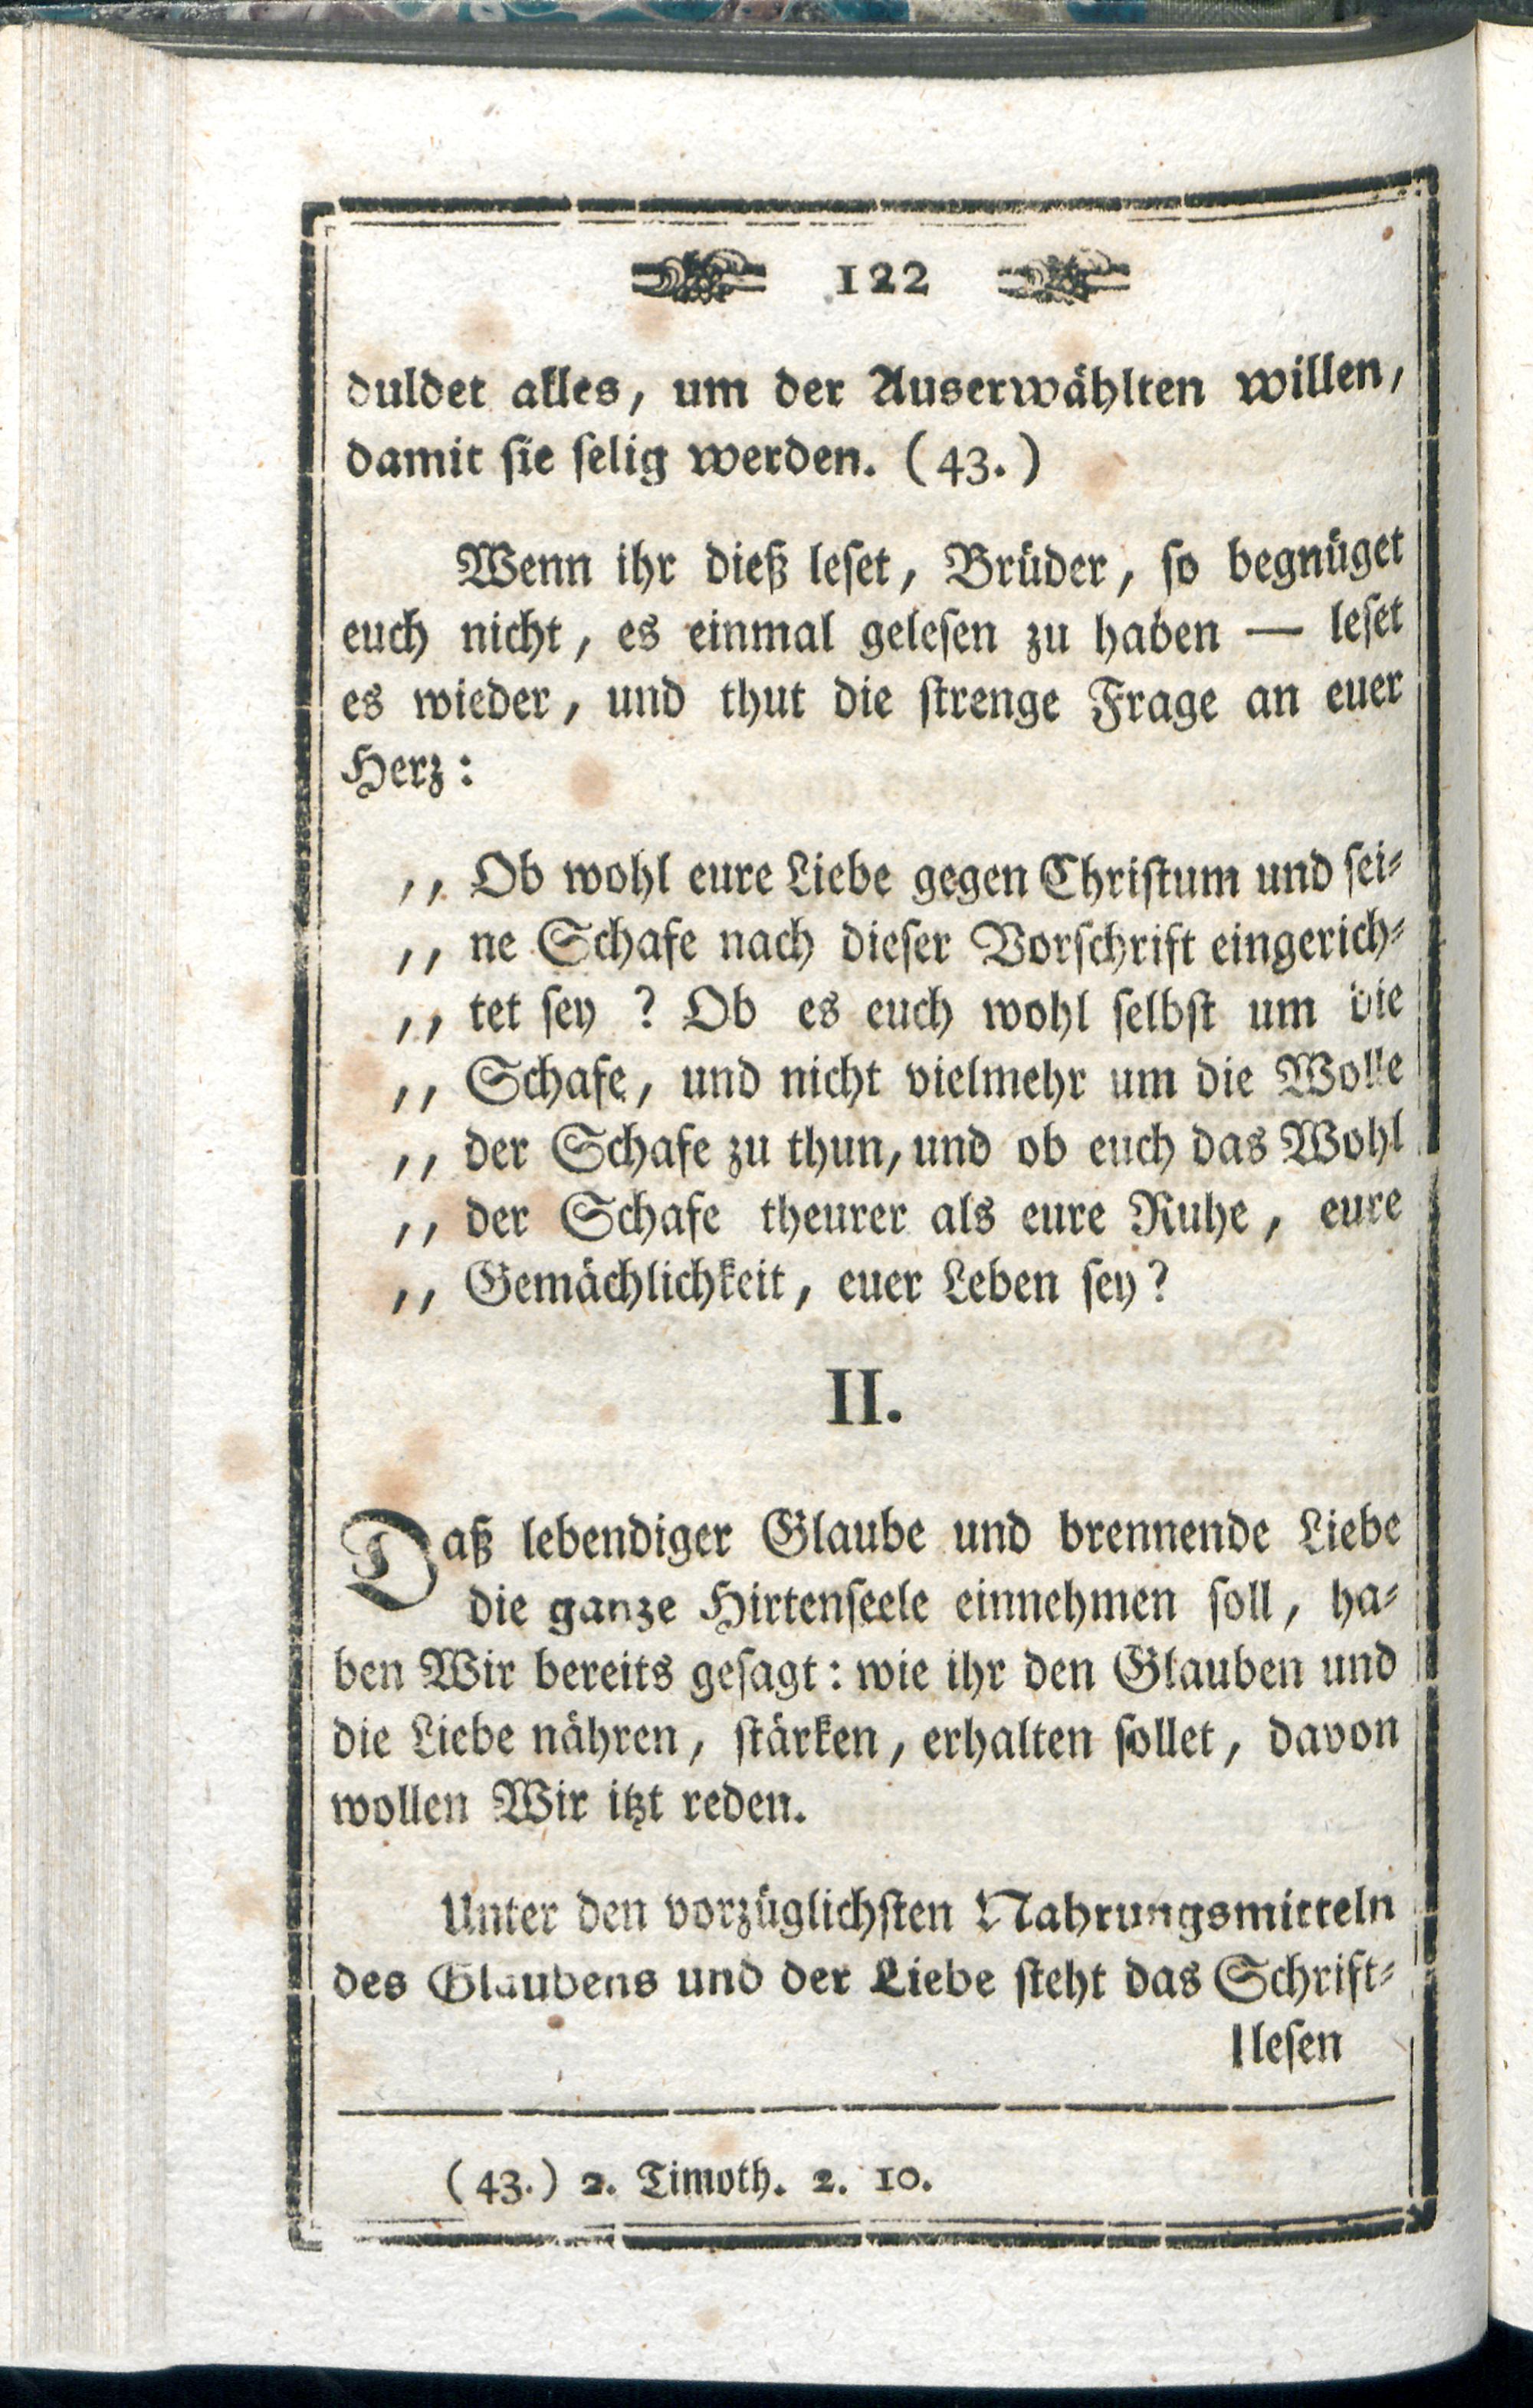 122
duldet alles, um der Auserwählten willen,
damit sie selig werden. (43.)
Wenn ihr dieß leset, Brüder, so begnüget
euch nicht, es einmal gelesen zu haben — leset
es wieder, und thut die strenge Frage an euer
Herz:
,, Ob wohl eure Liebe gegen Christum und sei-
,, ne Schafe nach dieser Vorschrift eingerich-
,, tet sey ? Ob es euch wohl selbst um die
,, Schafe, und nicht vielmehr um die Wolle
,, der Schafe zu thun, und ob euch das Wohl
,, der Schafe theurer als eure Ruhe, eure
,, Gemächlichkeit, euer Leben sey?
II.
Daß lebendiger Glaube und brennende Liebe
die ganze Hirtenseele einnehmen soll, ha-
ben Wir bereits gesagt: wie ihr den Glauben und
die Liebe nähren, stärken, erhalten sollet, davon
wollen Wir itzt reden.
Unter den vorzüglichsten Nahrungsmitteln
des Glaubens und der Liebe steht das Schrift-
lesen
(43.) 2. Timoth. 2. 10.